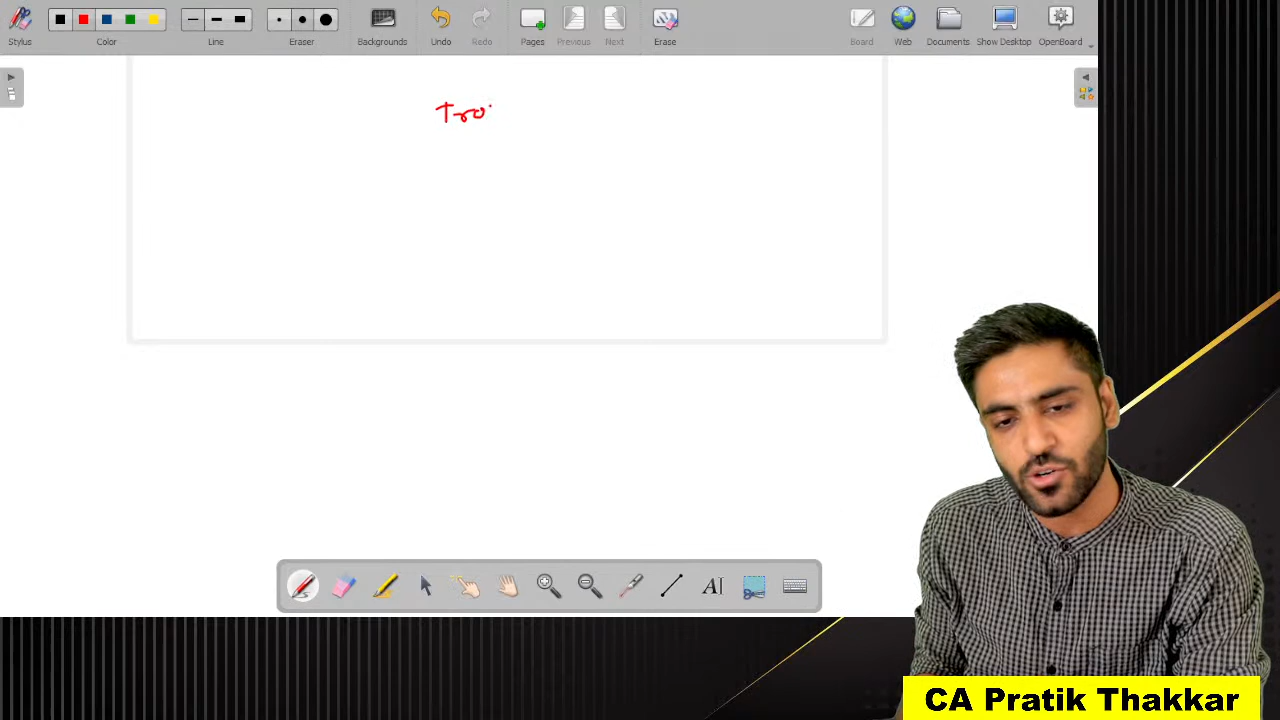 Stylus
Color
Line
Eraser
Backgrounds
Undo
Redo
Pages
Previous
Next
Erase
Board
Web
Documents
Show Desktop
OpenBoard
Tro
A
CA Pratik Thakkar